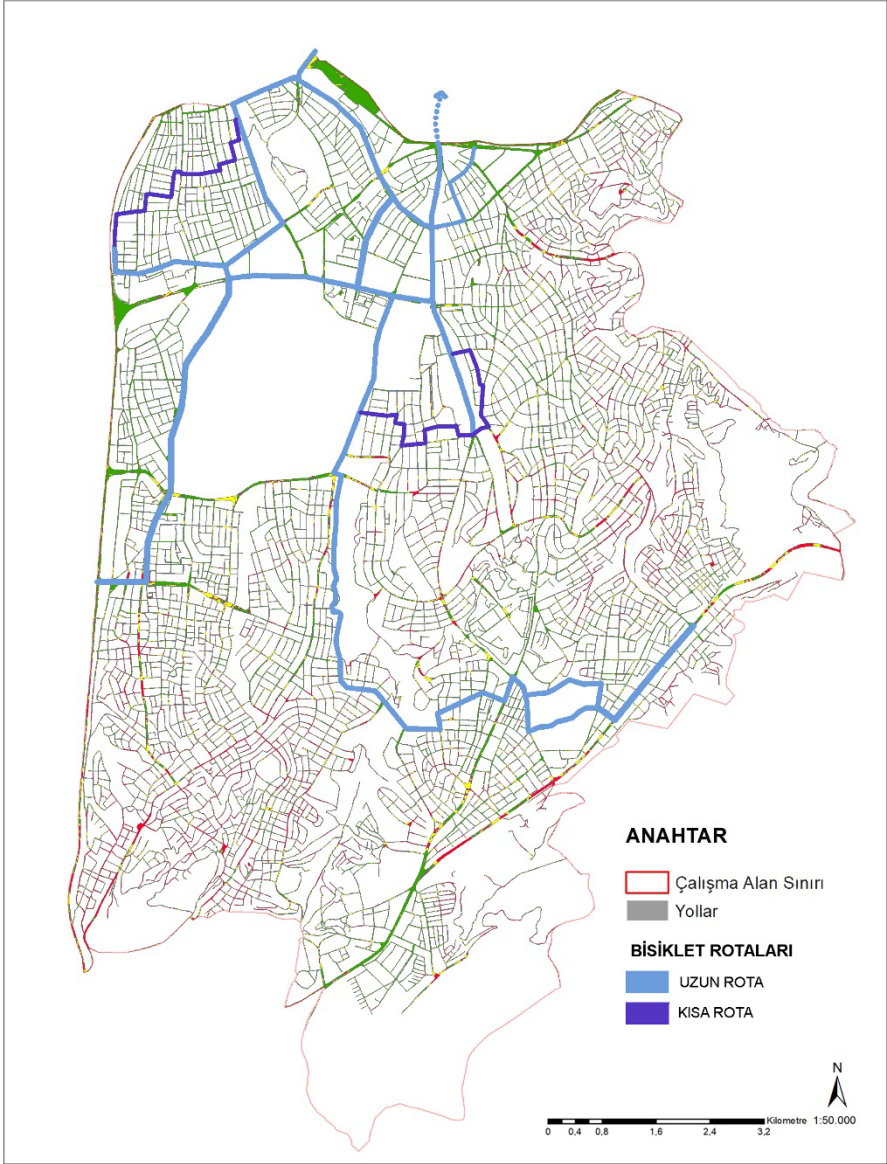 ANAHTAR
Çalışma Alan Sınırı
Yollar
BİSİKLET ROTALARI
UZUN ROTA
KISA ROTA
N
Kilometre 1:50.000
0 0,4 0,8 1,6 2,4 3,2